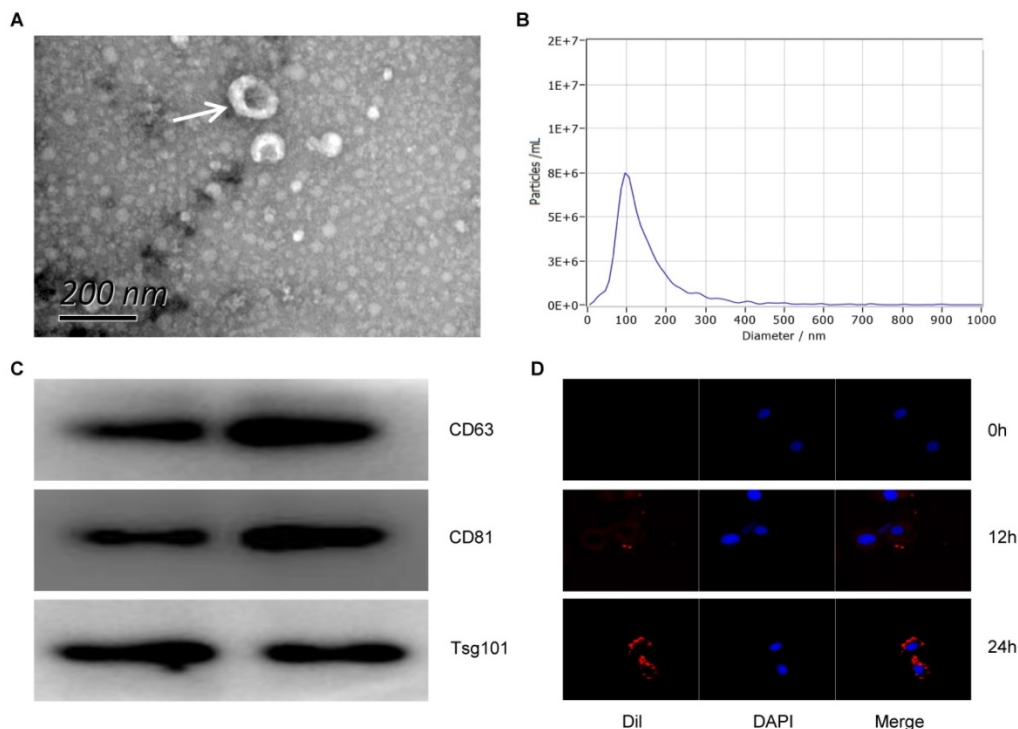 A
200 nm
B
Particles /mL
2E+7
1E+7
1E+7
8E+6
5E+6
3E+6
0E+0
0 100 200 300 400 500 600 700 800 900 1000
Diameter / nm
C
CD63
CD81
Tsg101
D
0h
12h
24h
Dil DAPI Merge